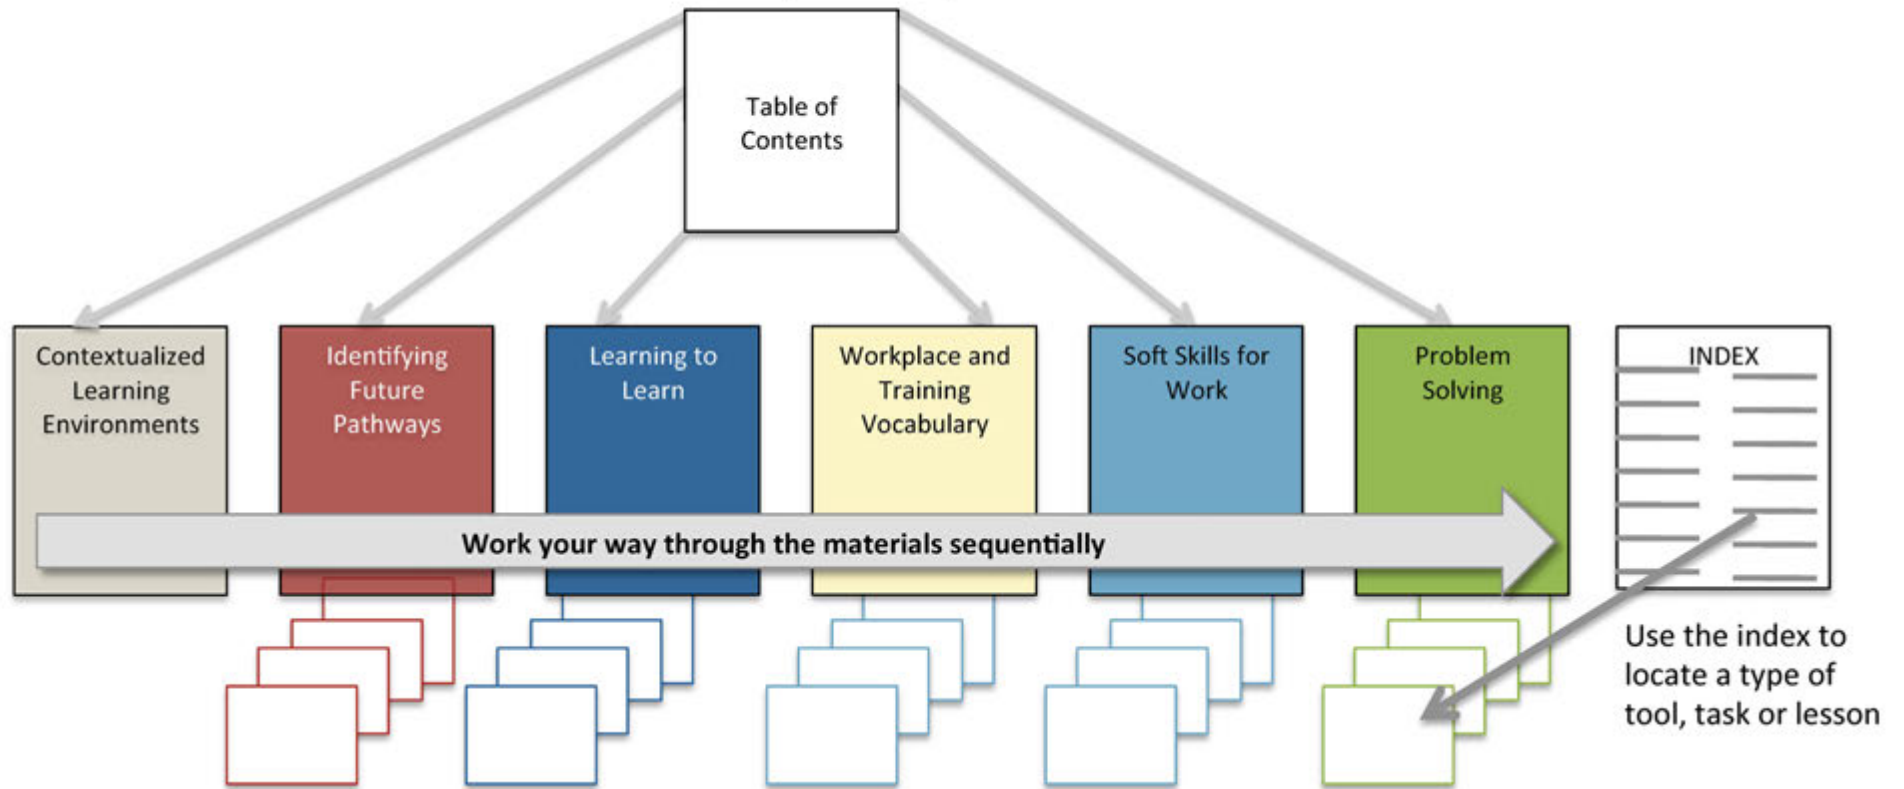 Table of
Contents
Contextualized
Learning
Environments
Identifying
Future
Pathways
Learning to
Learn
Workplace and
Training
Vocabulary
Soft Skills for
Work
Problem
Solving
INDEX
Work your way through the materials sequentially
Use the index to
locate a type of
tool, task or lesson